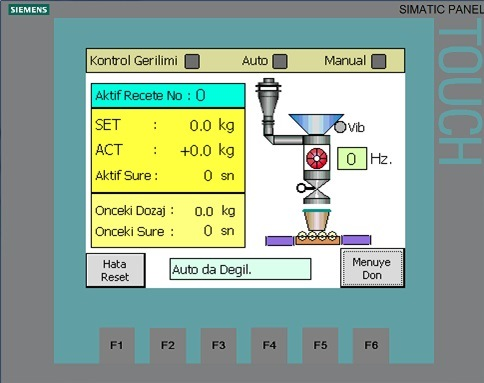 SIEMENS
SIMATIC PANEL
TOUCH
Kontrol Gerilimi Auto Manual
Aktif Recete No : 0
SET : 0.0 kg
ACT : +0.0 kg
Aktif Sure : 0 sn
Onceki Dozaj : 0.0 kg
Onceki Sure : 0 sn
Vib
0 Hz.
Hata
Reset
Auto da Degil.
Menuye
Don
F1 F2 F3 F4 F5 F6